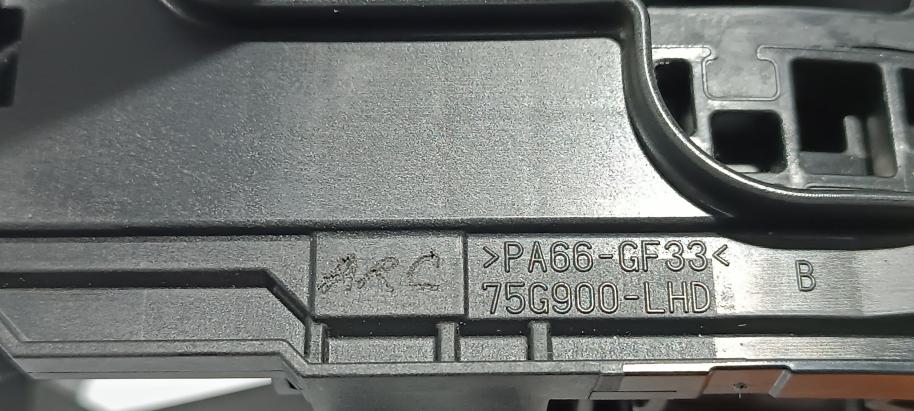 ARC
>PA66-GF33<
75G900-LHD
B